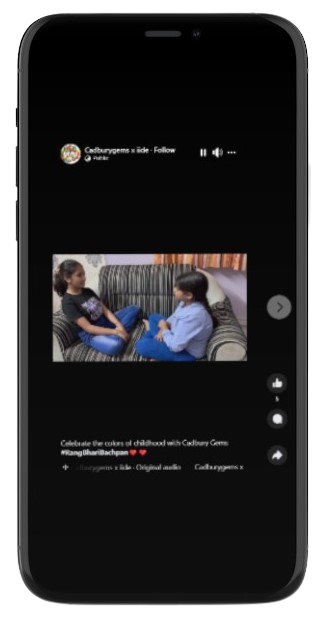 Cadburygems x iide · Follow
Public
5
Celebrate the colors of childhood with Cadbury Gems
#RangBhariBachpan ❤️ ❤️
burygems x iide · Original audio Cadburygems x